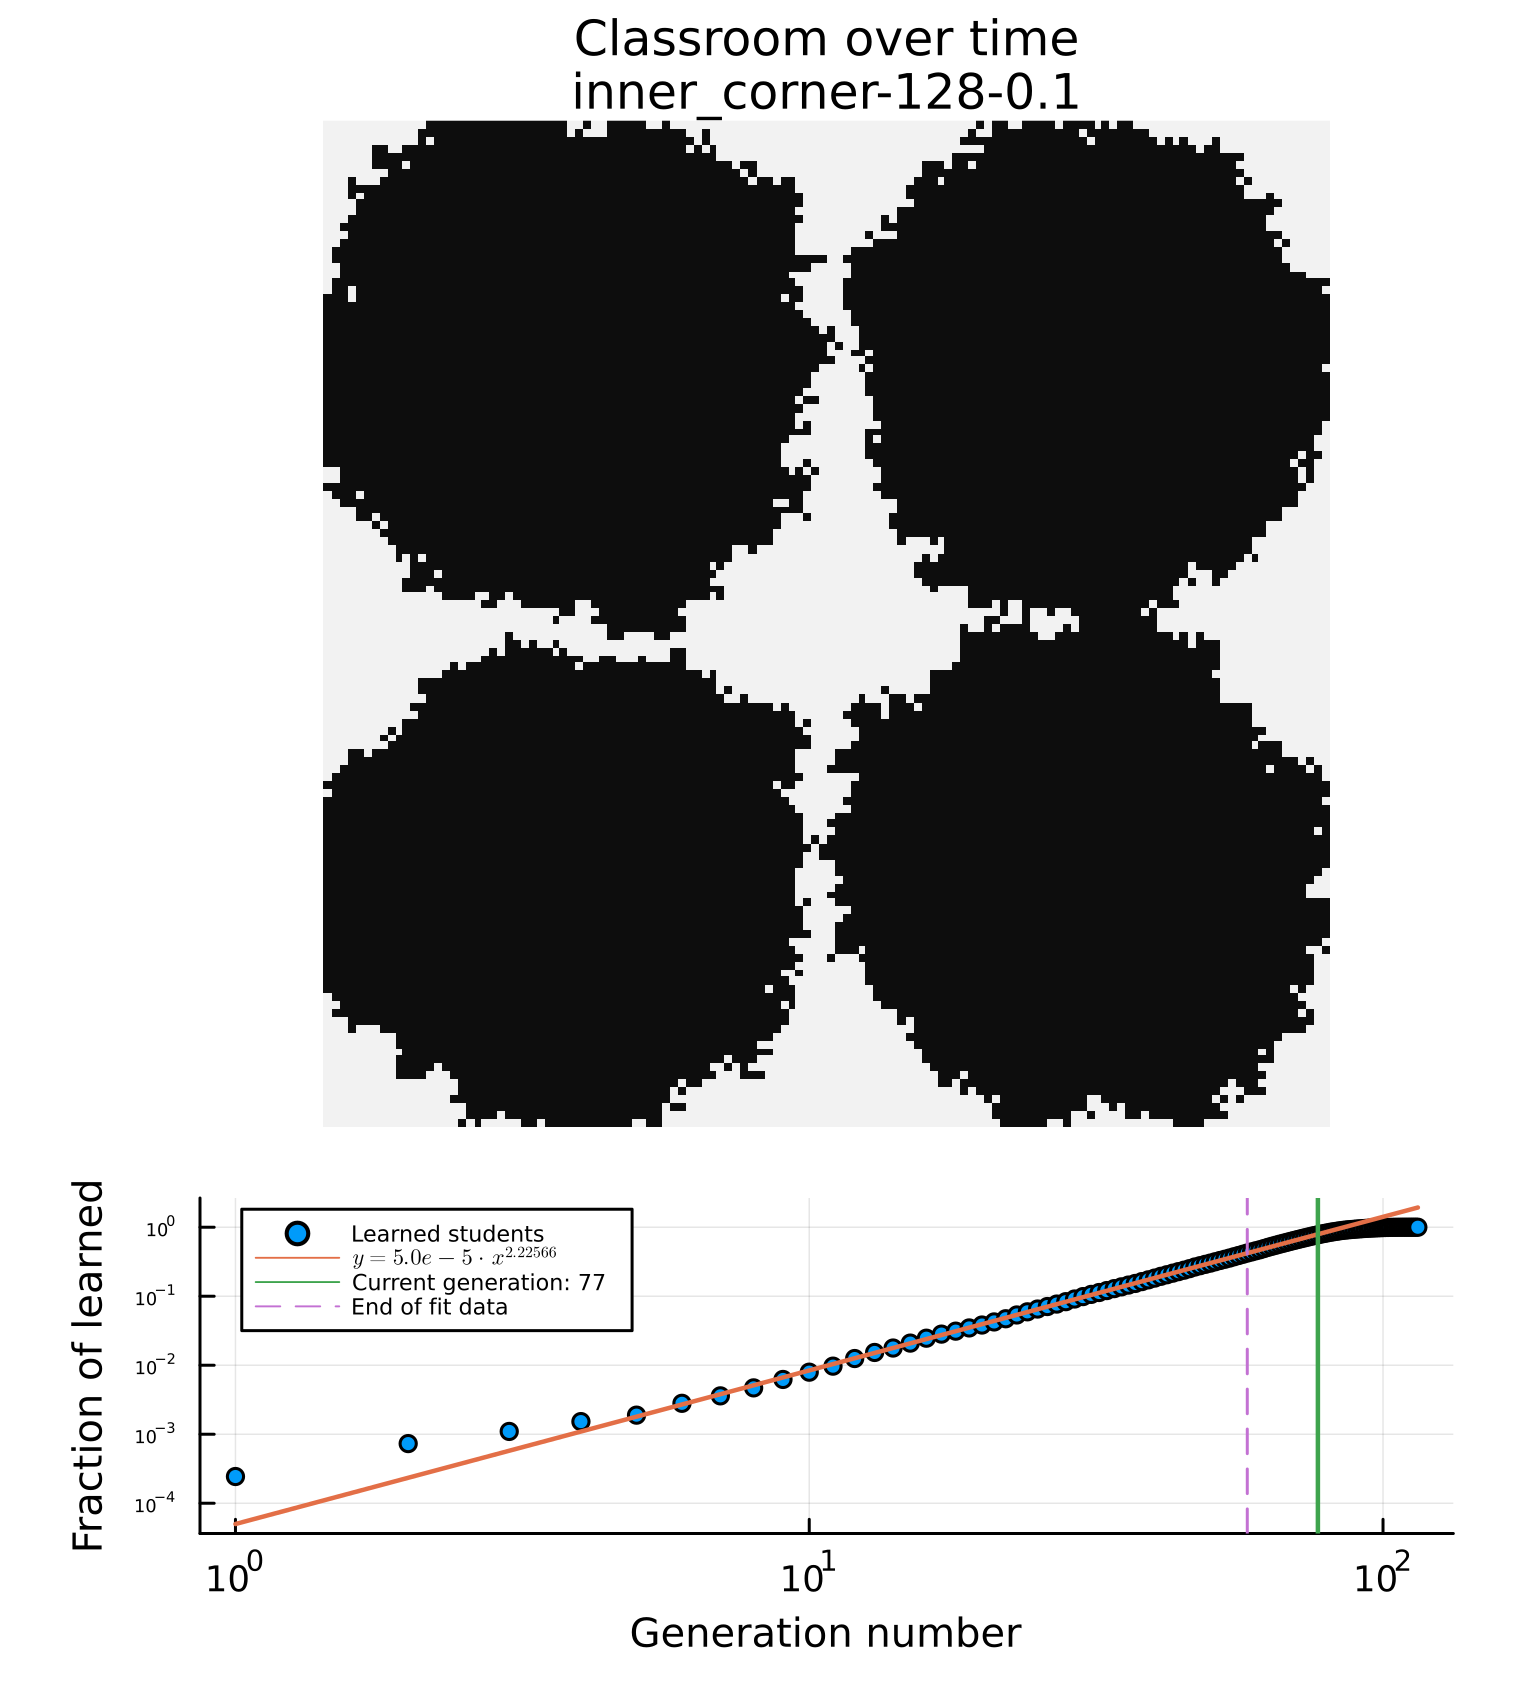 Classroom over time
inner_corner-128-0.1
Fraction of learned
10^0
10^-1
10^-2
10^-3
10^-4
Learned students
y = 5.0e − 5 · x^2.22566
Current generation: 77
End of fit data
10^0 10^1 10^2
Generation number